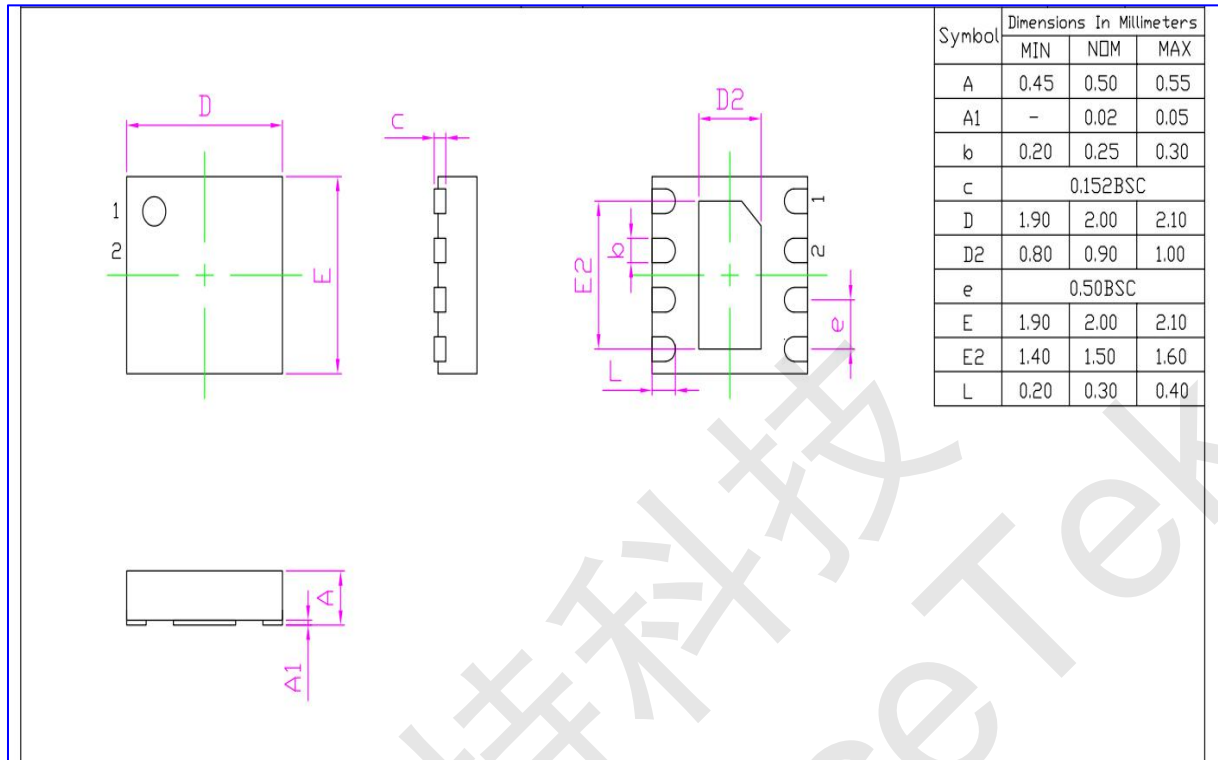 Symbol Dimensions In Millimeters
MIN NOM MAX
A 0.45 0.50 0.55
A1 - 0.02 0.05
b 0.20 0.25 0.30
c 0.152BSC
D 1.90 2.00 2.10
D2 0.80 0.90 1.00
e 0.50BSC
E 1.90 2.00 2.10
E2 1.40 1.50 1.60
L 0.20 0.30 0.40
D
1
2
E
c
D2
E2
b
1
2
e
L
A
A1
特科技
eTek